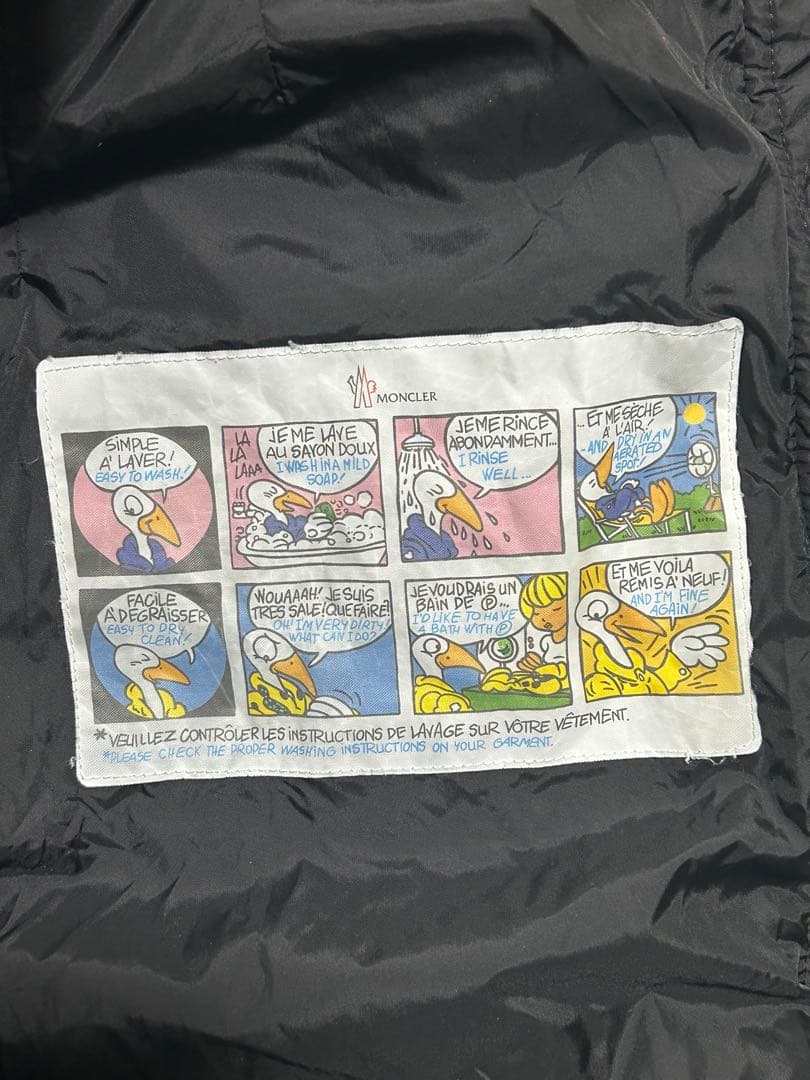 MONCLER
SIMPLE
A' LAVER!
EASY TO WASH!
LA
LA
LAAA
JE ME LAVE
AU SAVON DOUX
I WASH IN A MILD
SOAP!
JE ME RINCE
ABONDAMMENT...
I RINSE
WELL...
...ET ME SÈCHE
A' L'AIR!
...AND DRY IN AN
AERATED
SPOT!
FACILE
A' DEGRAISSER
EASY TO DRY
CLEAN!
WOUAAAH! JE SUIS
TRES SALE! QUE FAIRE!
OH! I'M VERY DIRTY!
WHAT CAN I DO?
JE VOUDRAIS UN
BAIN DE Ⓟ...
I'D LIKE TO HAVE
A BATH WITH Ⓟ
ET ME VOILA
REMIS A' NEUF!
AND I'M FINE
AGAIN!
*VEUILLEZ CONTRÔLER LES INSTRUCTIONS DE LAVAGE SUR VÔTRE VÊTEMENT.
*PLEASE CHECK THE PROPER WASHING INSTRUCTIONS ON YOUR GARMENT.